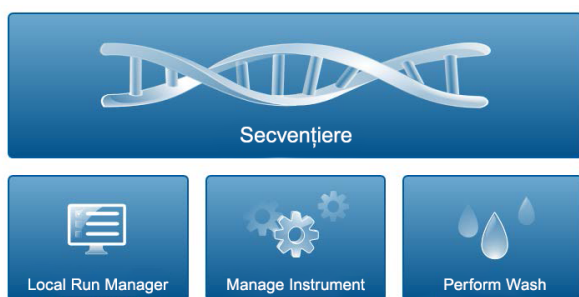 Secvențiere
Local Run Manager
Manage Instrument
Perform Wash